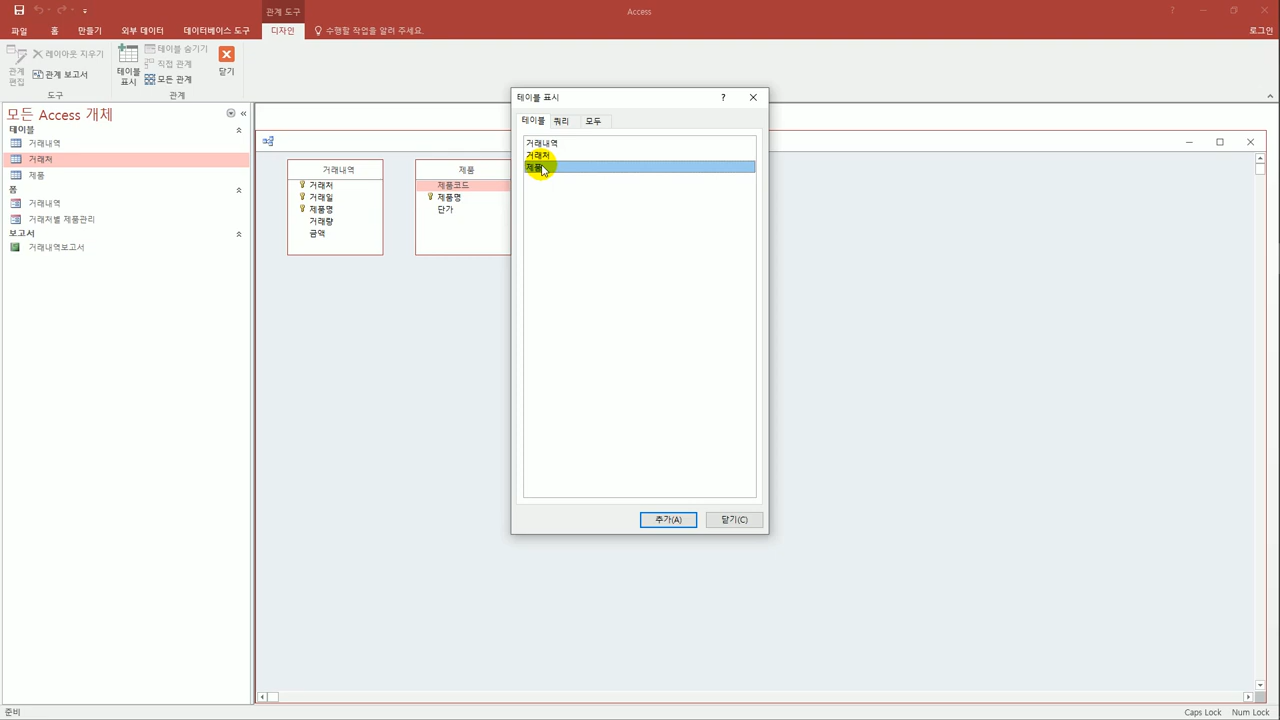 관계 도구
Access
파일
홈
만들기
외부 데이터
데이터베이스 도구
디자인
수행할 작업을 알려 주세요.
로그인
관계
편집
레이아웃 지우기
관계 보고서
도구
테이블
표시
테이블 숨기기
직접 관계
모든 관계
닫기
관계
모든 Access 개체
테이블
거래내역
거래처
제품
폼
거래내역
거래처별 제품관리
보고서
거래내역보고서
거래내역
거래처
거래일
제품명
거래량
금액
제품
제품코드
제품명
단가
테이블 표시
?
테이블
쿼리
모두
거래내역
거래처
제품
추가(A)
닫기(C)
준비
Caps Lock
Num Lock